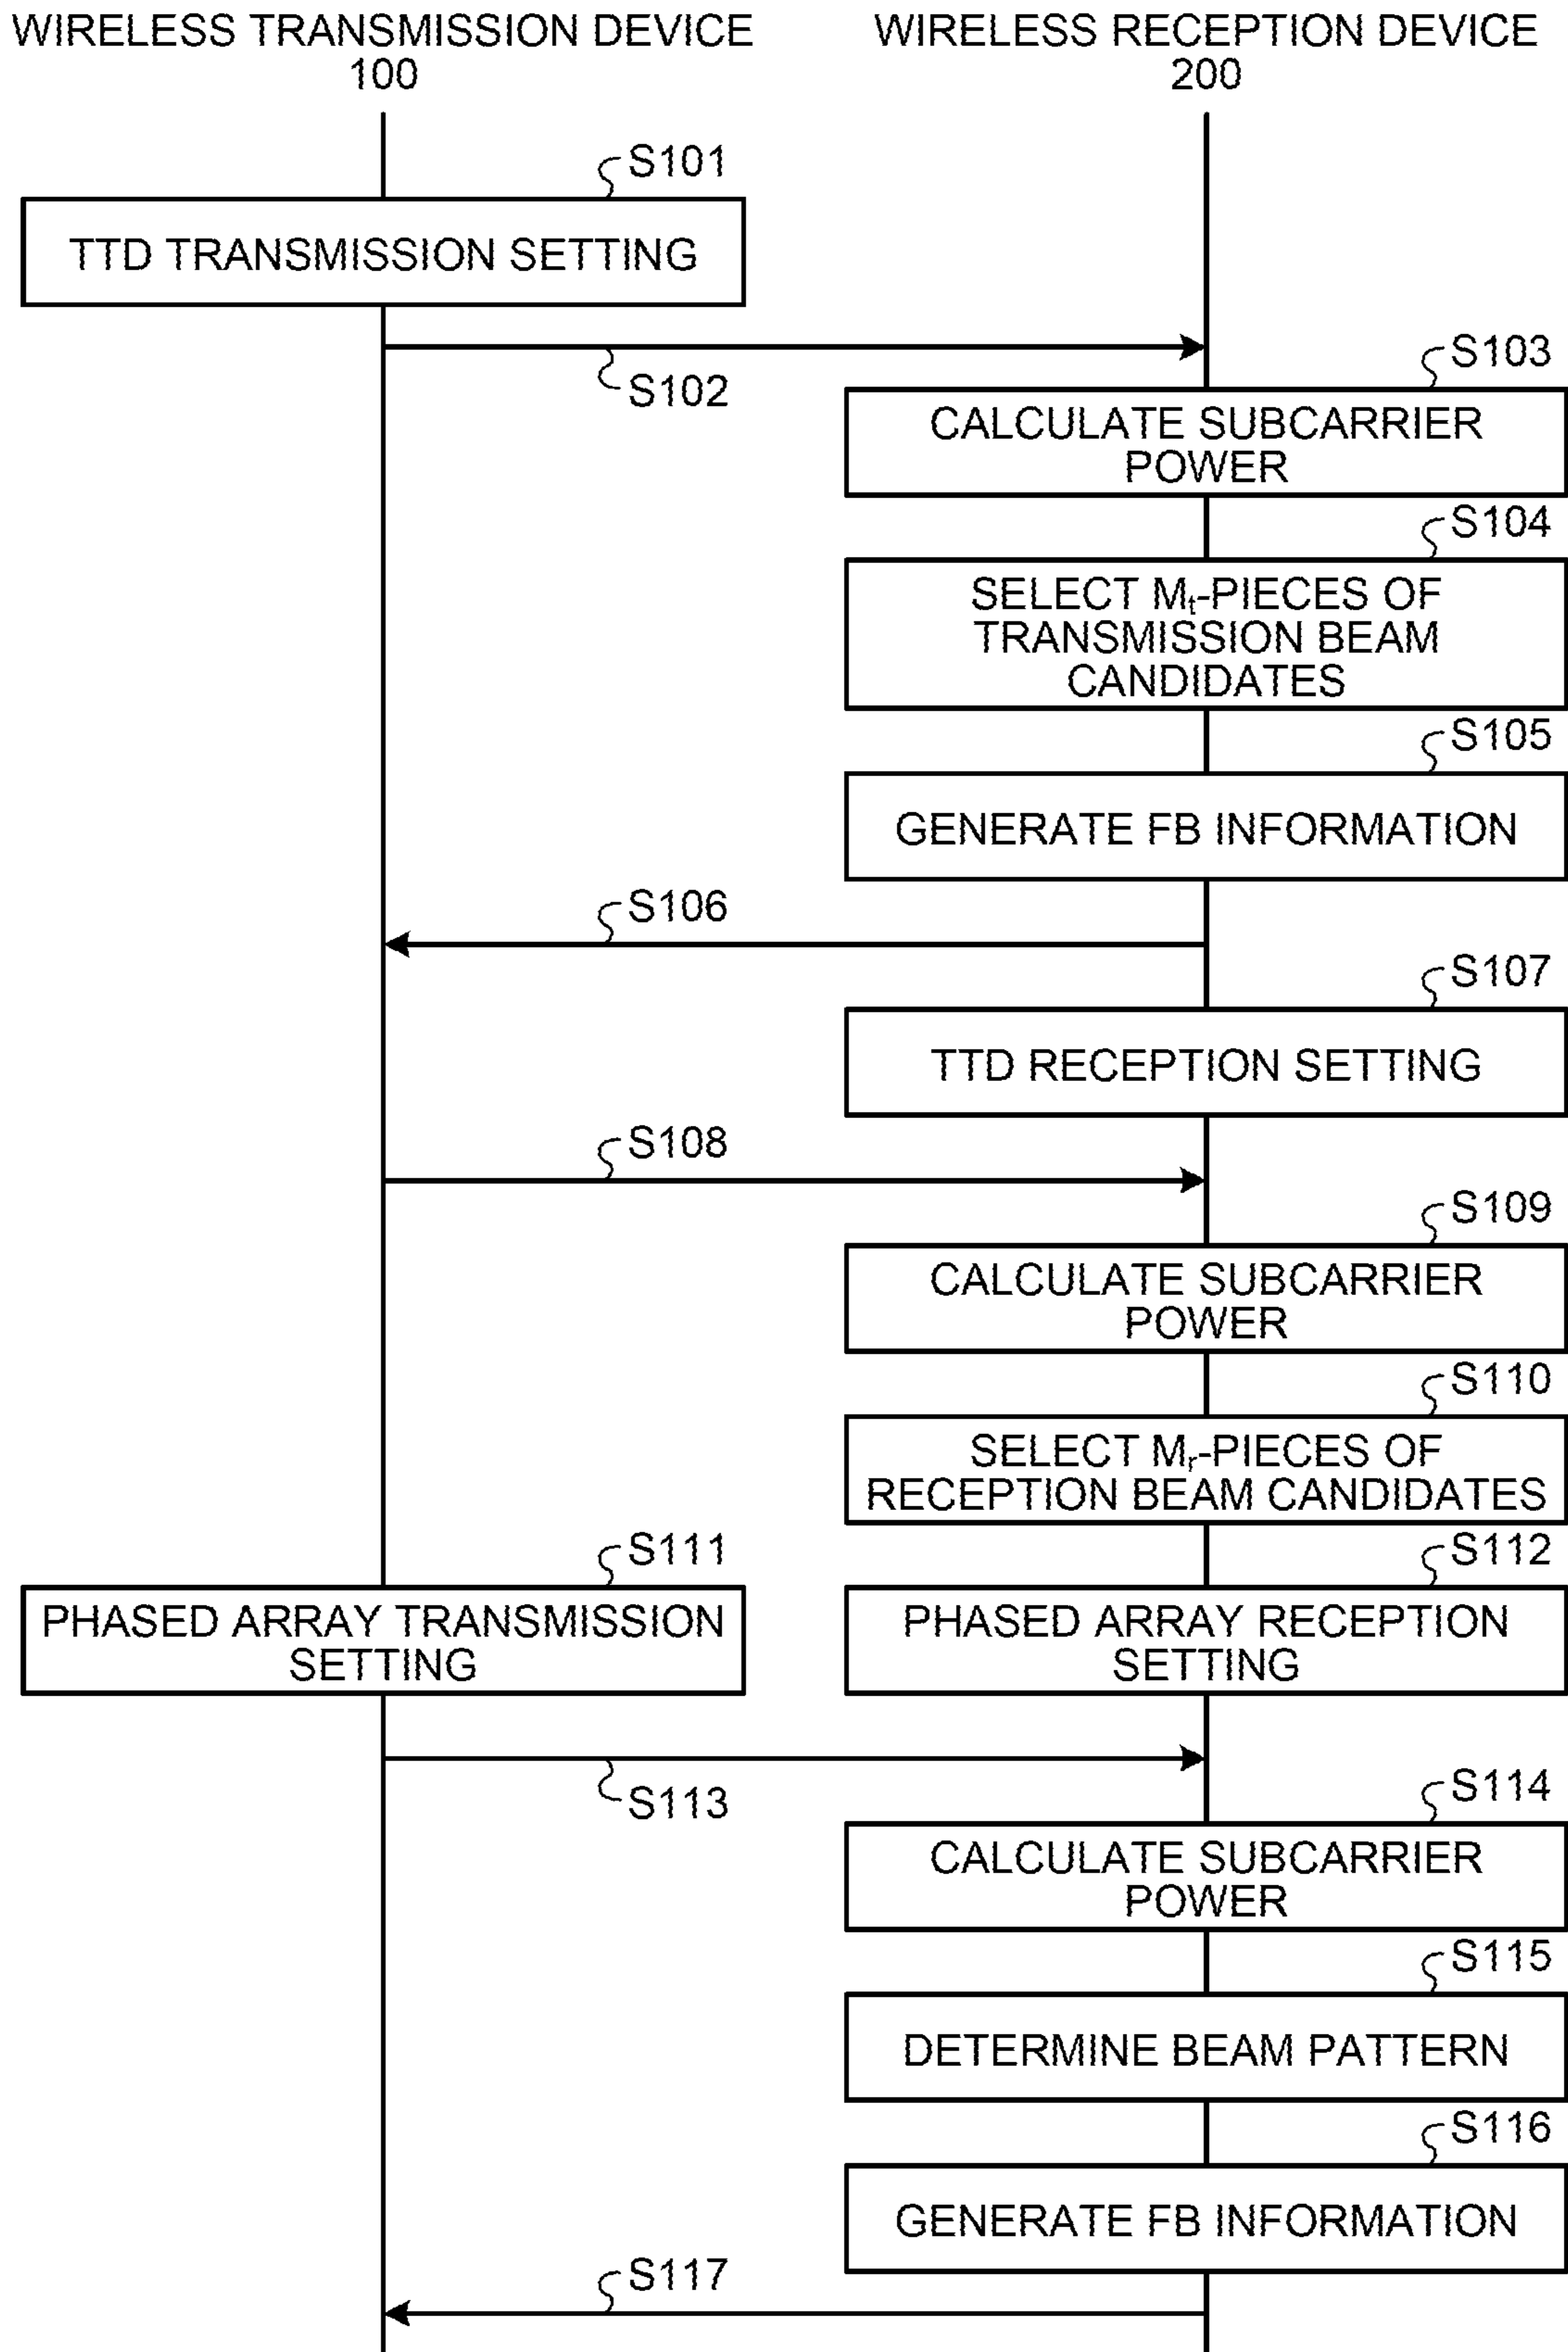 WIRELESS TRANSMISSION DEVICE
100
WIRELESS RECEPTION DEVICE
200
S101
TTD TRANSMISSION SETTING
S102
S103
CALCULATE SUBCARRIER
POWER
S104
SELECT Mt-PIECES OF
TRANSMISSION BEAM
CANDIDATES
S105
GENERATE FB INFORMATION
S106
S107
TTD RECEPTION SETTING
S108
S109
CALCULATE SUBCARRIER
POWER
S110
SELECT Mr-PIECES OF
RECEPTION BEAM CANDIDATES
S111
PHASED ARRAY TRANSMISSION
SETTING
S112
PHASED ARRAY RECEPTION
SETTING
S113
S114
CALCULATE SUBCARRIER
POWER
S115
DETERMINE BEAM PATTERN
S116
GENERATE FB INFORMATION
S117